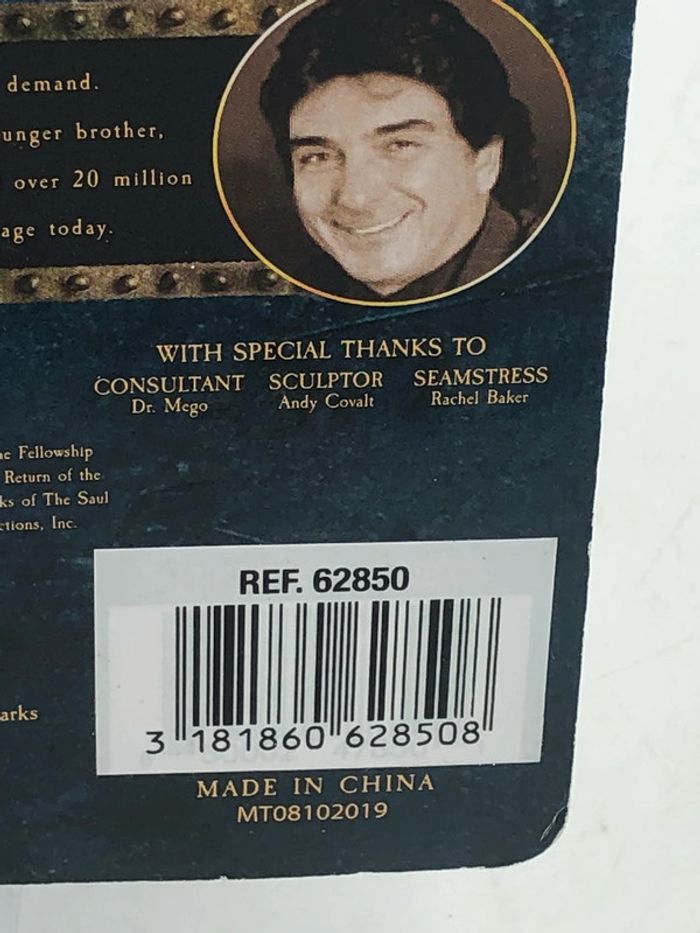 demand.
unger brother,
over 20 million
age today.
WITH SPECIAL THANKS TO
CONSULTANT SCULPTOR SEAMSTRESS
Dr. Mego Andy Covalt Rachel Baker
e Fellowship
Return of the
ks of The Saul
ctions, Inc.
REF. 62850
3 181860 628508
arks
MADE IN CHINA
MT08102019